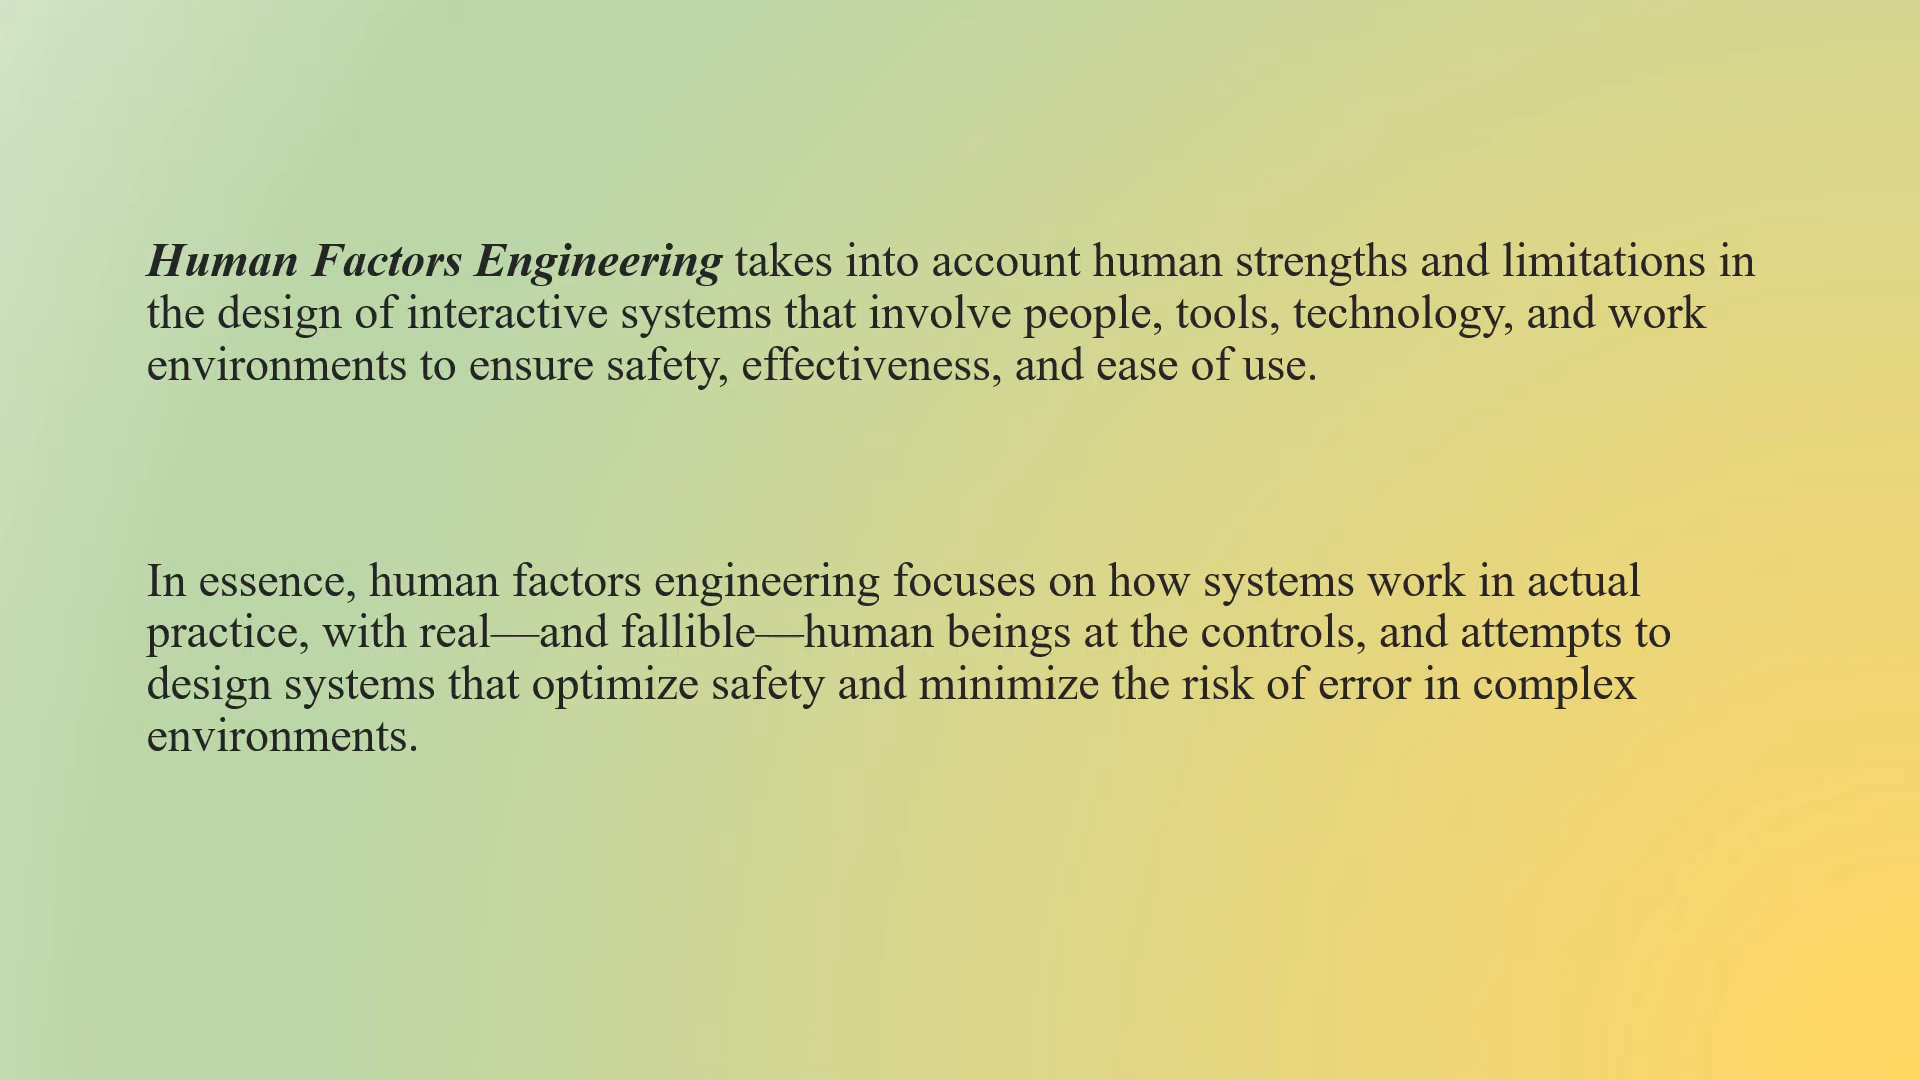 Human Factors Engineering takes into account human strengths and limitations in
the design of interactive systems that involve people, tools, technology, and work
environments to ensure safety, effectiveness, and ease of use.
In essence, human factors engineering focuses on how systems work in actual
practice, with real—and fallible—human beings at the controls, and attempts to
design systems that optimize safety and minimize the risk of error in complex
environments.